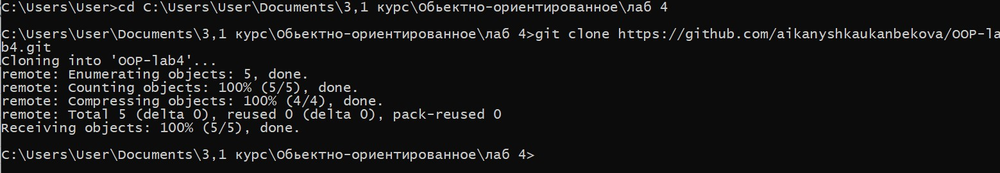 C:\Users\User>cd C:\Users\User\Documents\3,1 курс\Обьектно-ориентированное\лаб 4
C:\Users\User\Documents\3,1 курс\Обьектно-ориентированное\лаб 4>git clone https://github.com/aikanyshkaukanbekova/OOP-la
b4.git
Cloning into 'OOP-lab4'...
remote: Enumerating objects: 5, done.
remote: Counting objects: 100% (5/5), done.
remote: Compressing objects: 100% (4/4), done.
remote: Total 5 (delta 0), reused 0 (delta 0), pack-reused 0
Receiving objects: 100% (5/5), done.
C:\Users\User\Documents\3,1 курс\Обьектно-ориентированное\лаб 4>